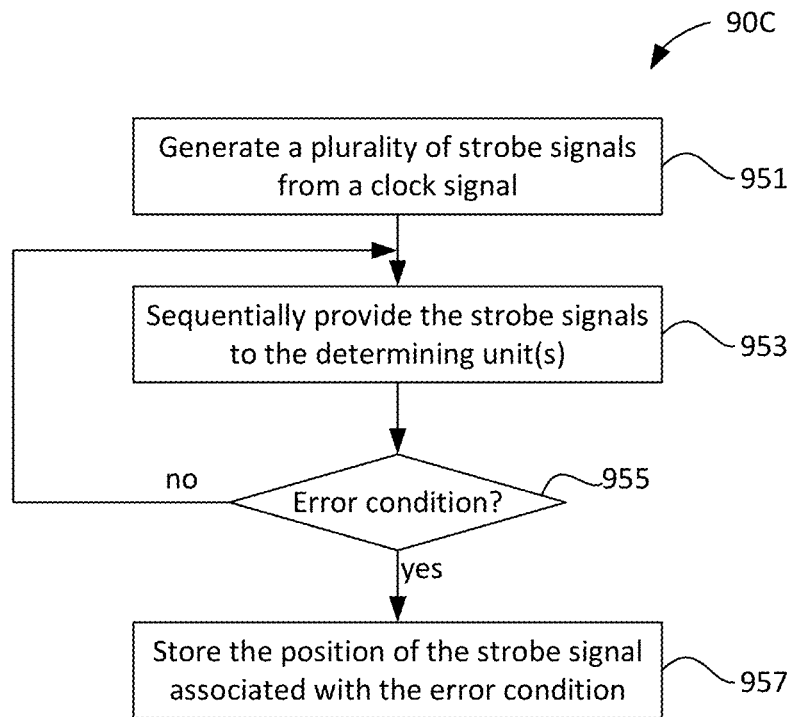 90C
Generate a plurality of strobe signals
from a clock signal
951
Sequentially provide the strobe signals
to the determining unit(s)
953
no
Error condition?
955
yes
Store the position of the strobe signal
associated with the error condition
957